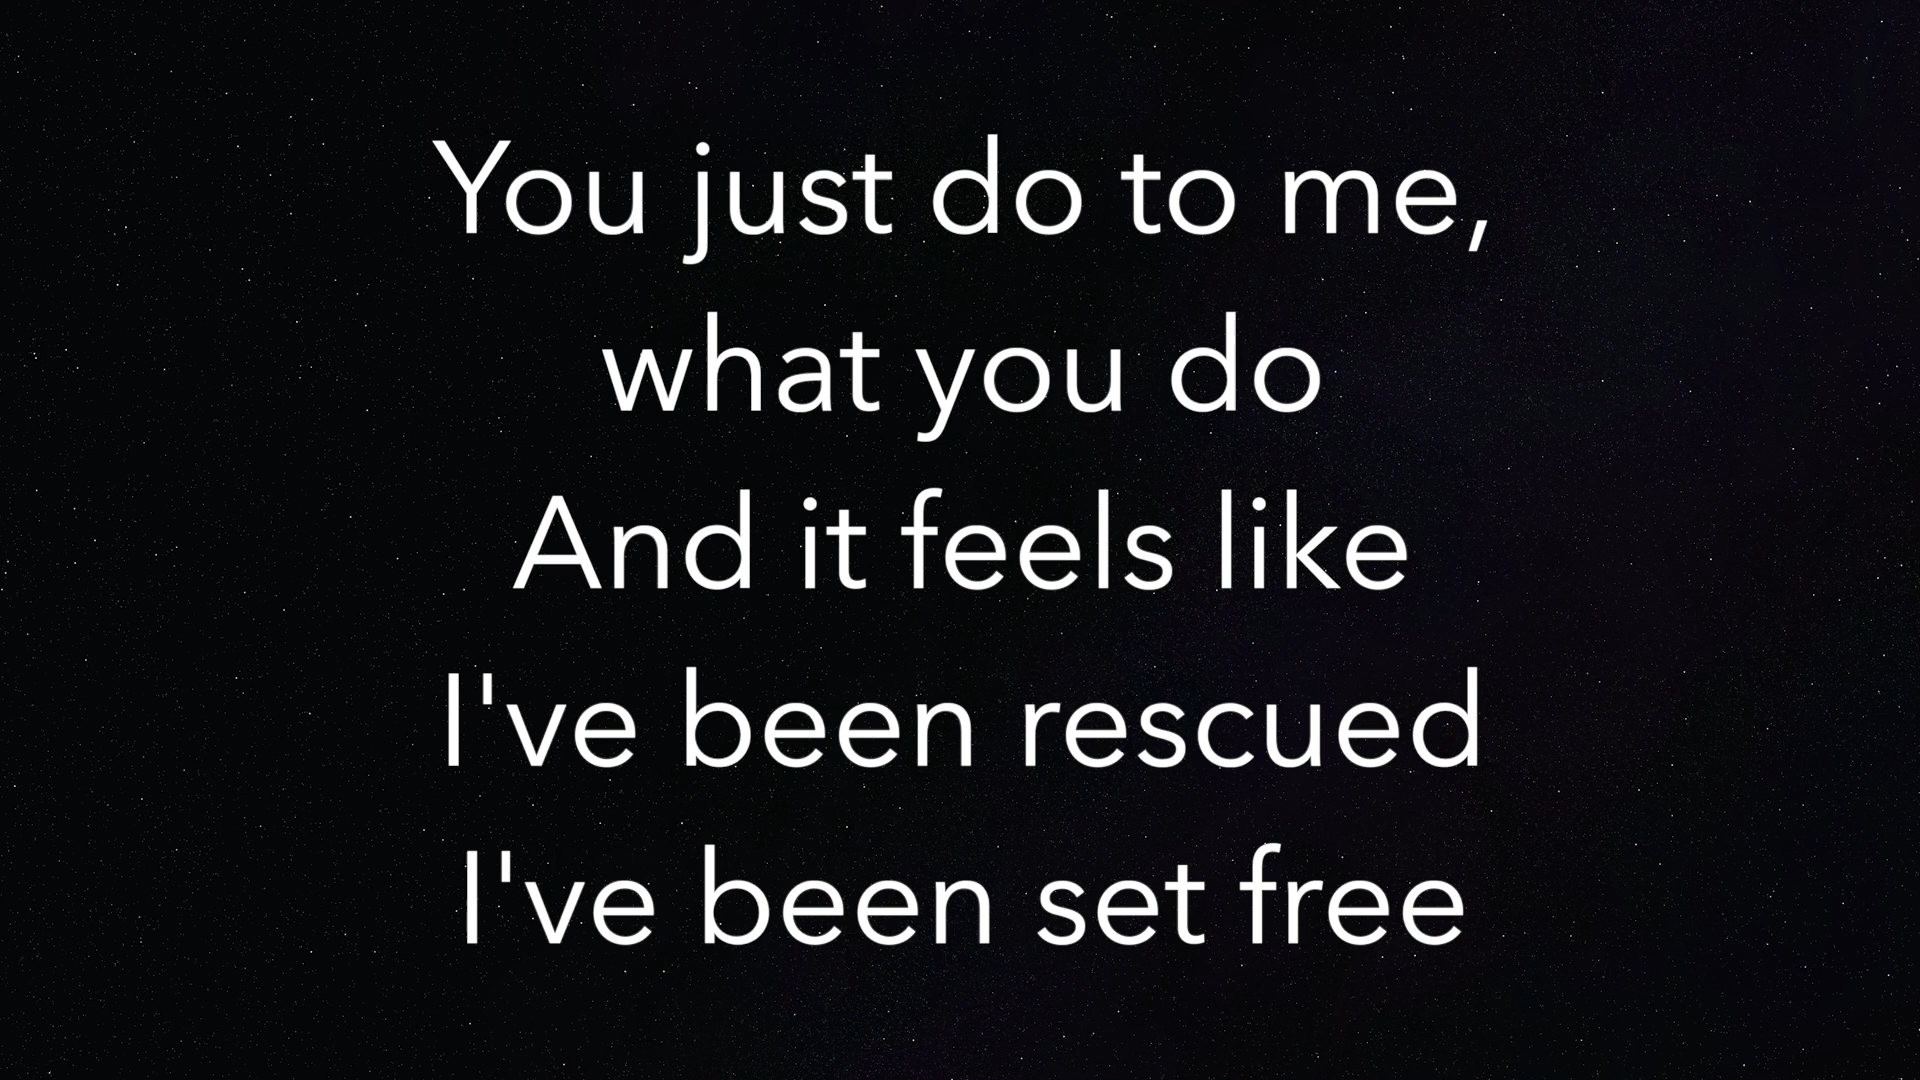 You just do to me,
what you do
And it feels like
I've been rescued
I've been set free